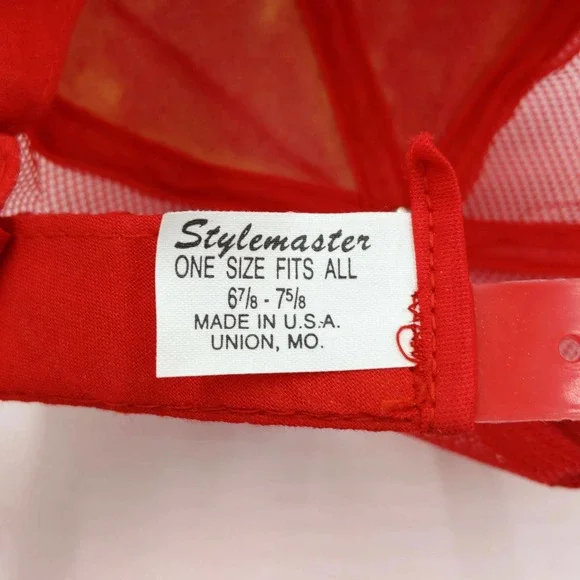 Stylemaster
ONE SIZE FITS ALL
6⅞ - 7⅝
MADE IN U.S.A.
UNION, MO.